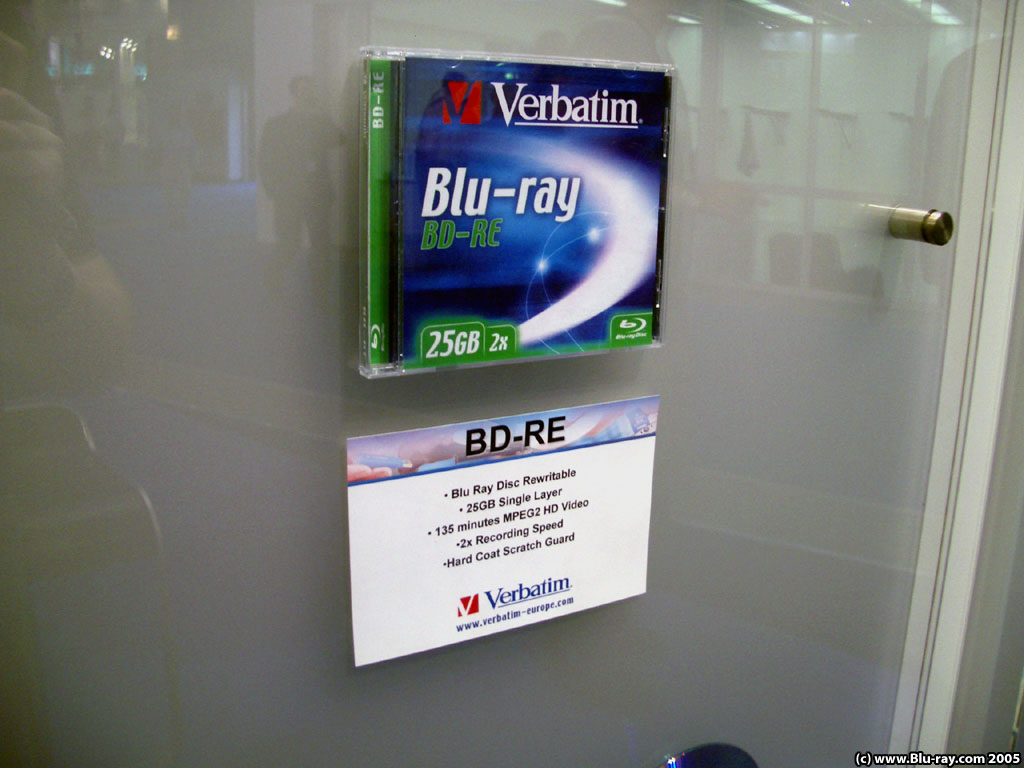 BD-RE
Verbatim
Blu-ray
BD-RE
25GB 2x
Blu-ray Disc
BD-RE
• Blu Ray Disc Rewritable
• 25GB Single Layer
• 135 minutes MPEG2 HD Video
•2x Recording Speed
•Hard Coat Scratch Guard
Verbatim.
www.verbatim-europe.com
(c) www.Blu-ray.com 2005